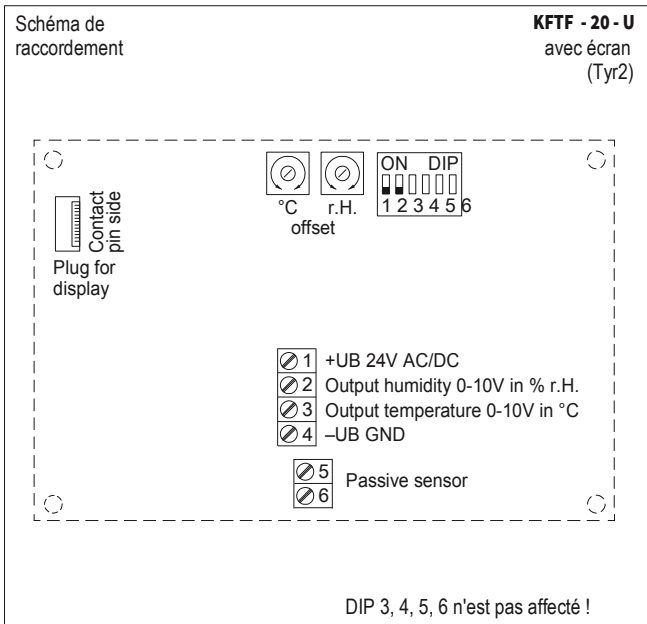 Schéma de
raccordement
KFTF - 20 - U
avec écran
(Tyr2)
ON DIP
1 2 3 4 5 6
°C r.H.
offset
Contact
pin side
Plug for
display
1 +UB 24V AC/DC
2 Output humidity 0-10V in % r.H.
3 Output temperature 0-10V in °C
4 –UB GND
5
6
Passive sensor
DIP 3, 4, 5, 6 n'est pas affecté !